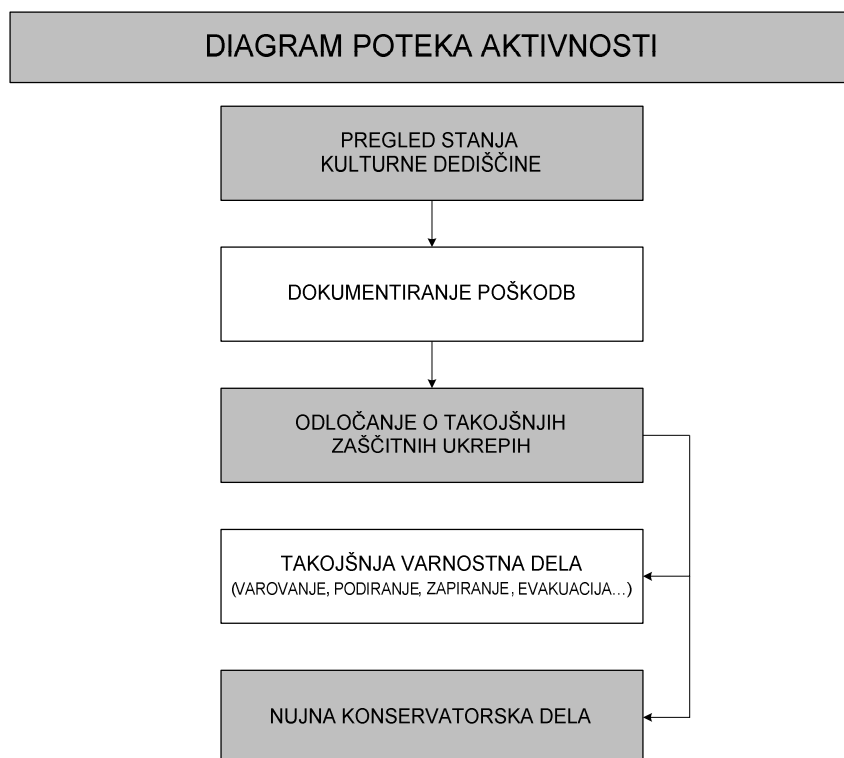 DIAGRAM POTEKA AKTIVNOSTI
PREGLED STANJA
KULTURNE DEDIŠČINE
DOKUMENTIRANJE POŠKODB
ODLOČANJE O TAKOJŠNJIH
ZAŠČITNIH UKREPIH
TAKOJŠNJA VARNOSTNA DELA
(VAROVANJE, PODIRANJE, ZAPIRANJE, EVAKUACIJA...)
NUJNA KONSERVATORSKA DELA